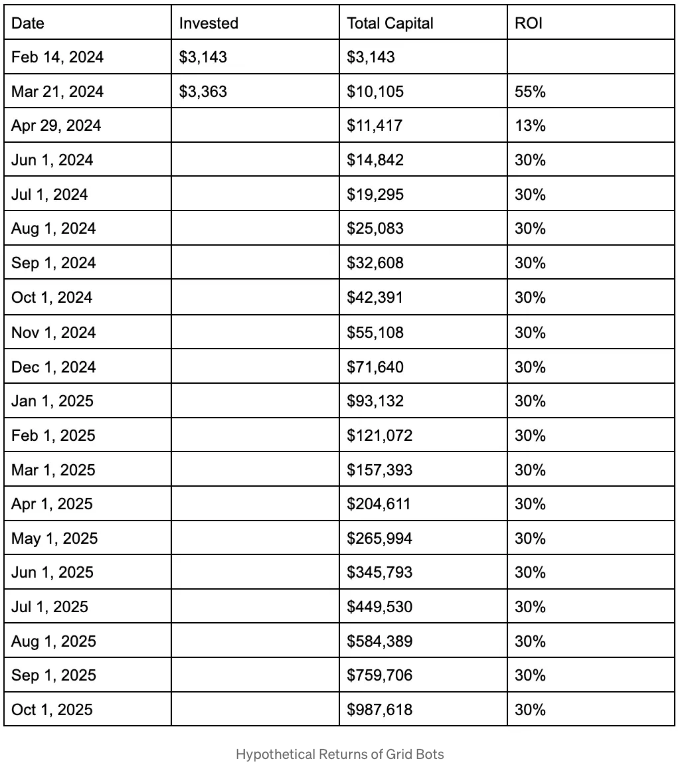 Date Invested Total Capital ROI
Feb 14, 2024 $3,143 $3,143
Mar 21, 2024 $3,363 $10,105 55%
Apr 29, 2024 $11,417 13%
Jun 1, 2024 $14,842 30%
Jul 1, 2024 $19,295 30%
Aug 1, 2024 $25,083 30%
Sep 1, 2024 $32,608 30%
Oct 1, 2024 $42,391 30%
Nov 1, 2024 $55,108 30%
Dec 1, 2024 $71,640 30%
Jan 1, 2025 $93,132 30%
Feb 1, 2025 $121,072 30%
Mar 1, 2025 $157,393 30%
Apr 1, 2025 $204,611 30%
May 1, 2025 $265,994 30%
Jun 1, 2025 $345,793 30%
Jul 1, 2025 $449,530 30%
Aug 1, 2025 $584,389 30%
Sep 1, 2025 $759,706 30%
Oct 1, 2025 $987,618 30%
Hypothetical Returns of Grid Bots